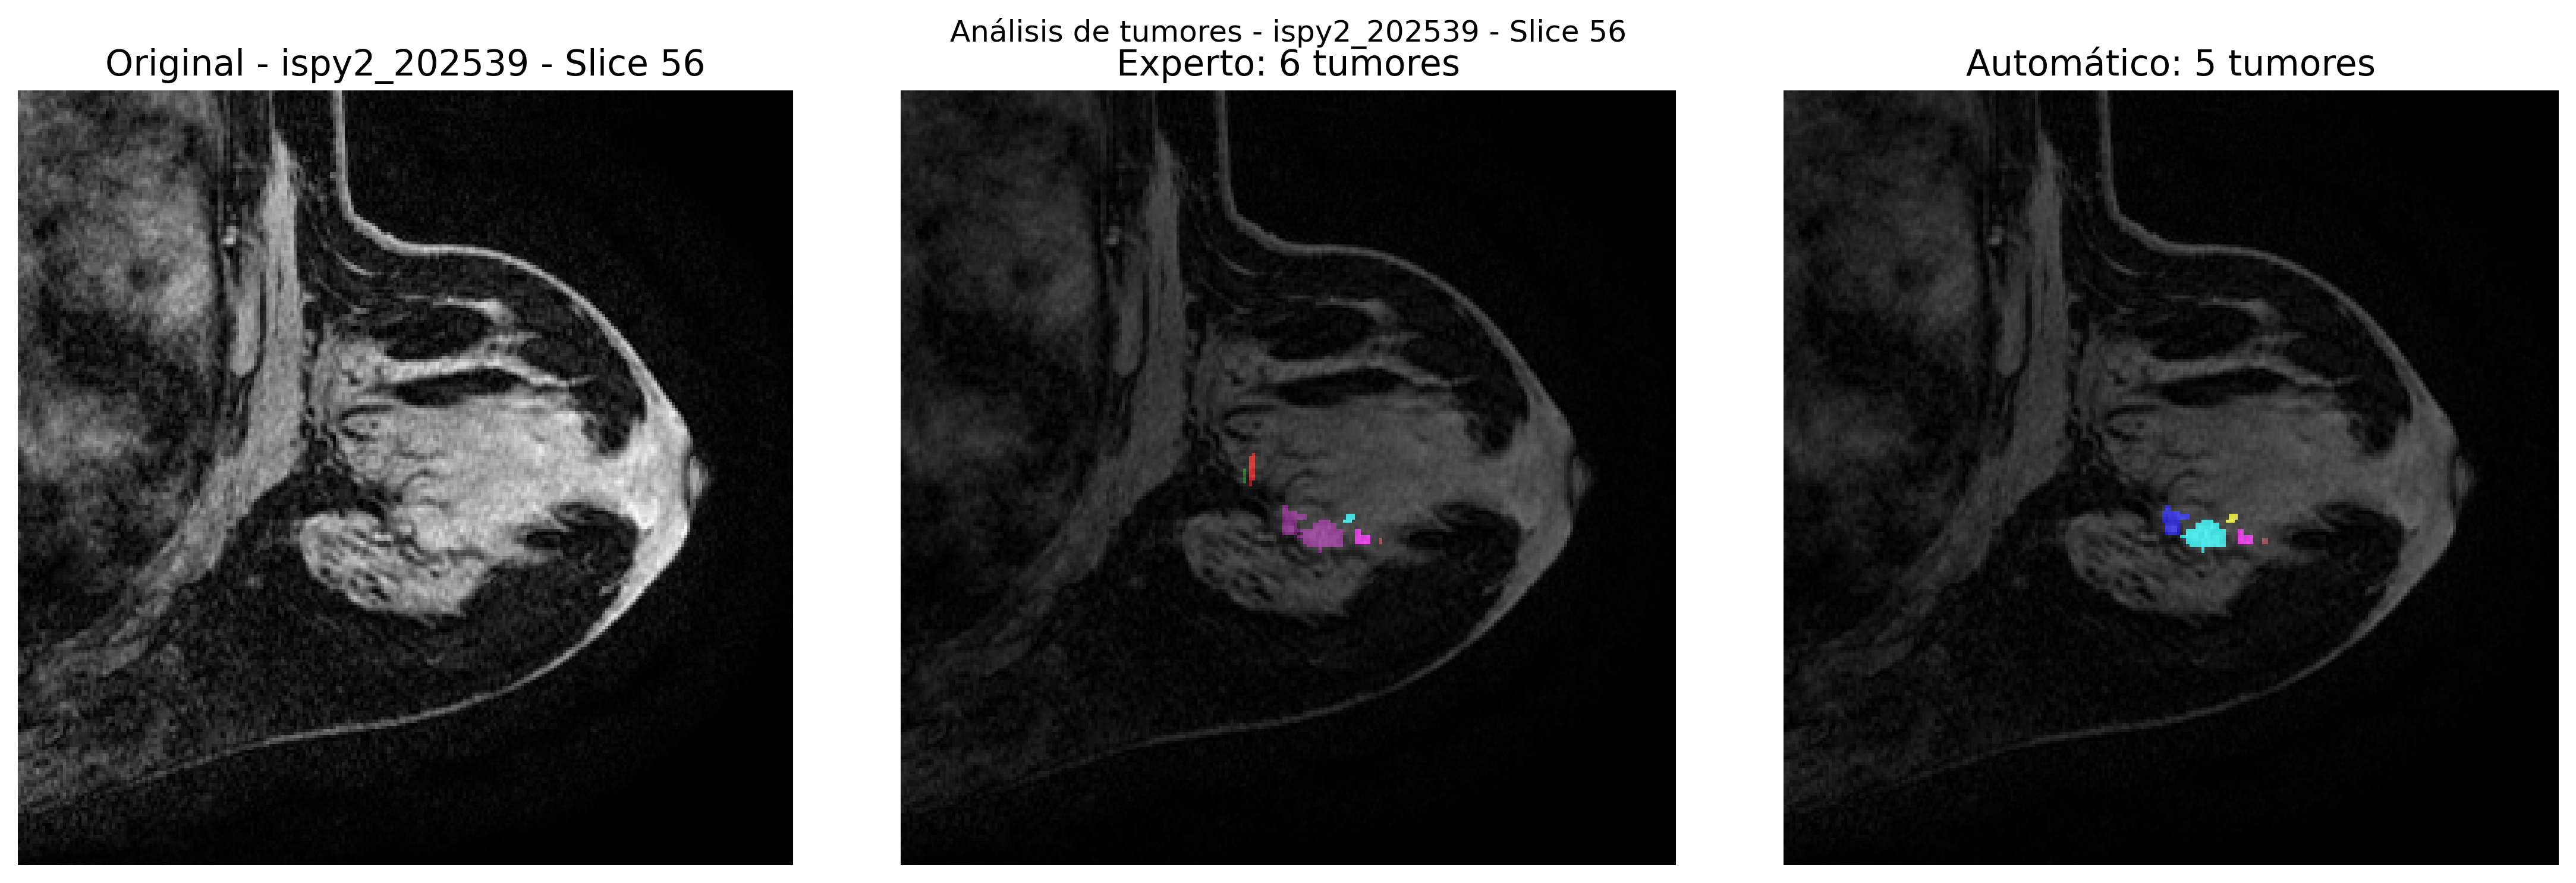 Análisis de tumores - ispy2_202539 - Slice 56
Original - ispy2_202539 - Slice 56
Experto: 6 tumores
Automático: 5 tumores